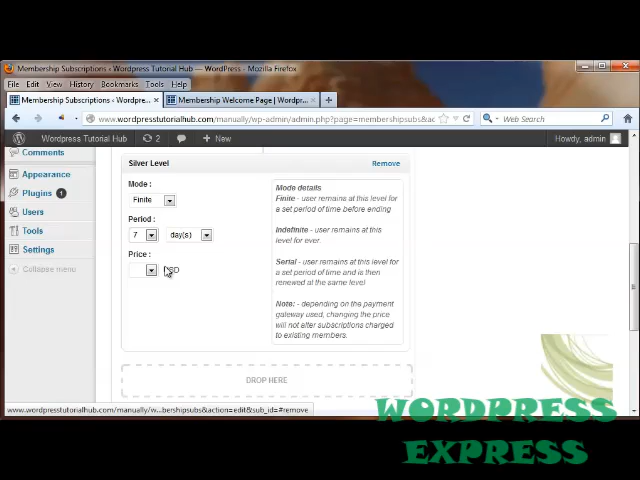 Membership Subscriptions ‹ Wordpress Tutorial Hub — WordPress - Mozilla Firefox
File Edit View History Bookmarks Tools Help
Membership Subscriptions ‹ Wordpre... × Membership Welcome Page | Wordpr... × +
www.wordpresstutorialhub.com/manually/wp-admin/admin.php?page=membershipsubs&ac
Web Search
Wordpress Tutorial Hub 2 + New Howdy, admin
Comments
Appearance
Plugins 1
Users
Tools
Settings
Collapse menu
Silver Level Remove
Mode :
Finite
Period :
7 day(s)
Price :
Mode details
Finite - user remains at this level for
a set period of time before ending
Indefinite - user remains at this
level for ever.
Serial - user remains at this level for
a set period of time and is then
renewed at the same level
Note: - depending on the payment
gateway used, changing the price
will not alter subscriptions charged
to existing members.
DROP HERE
www.wordpresstutorialhub.com/manually/w...bershipsubs&action=edit&sub_id=#remove
WORDPRESS
EXPRESS